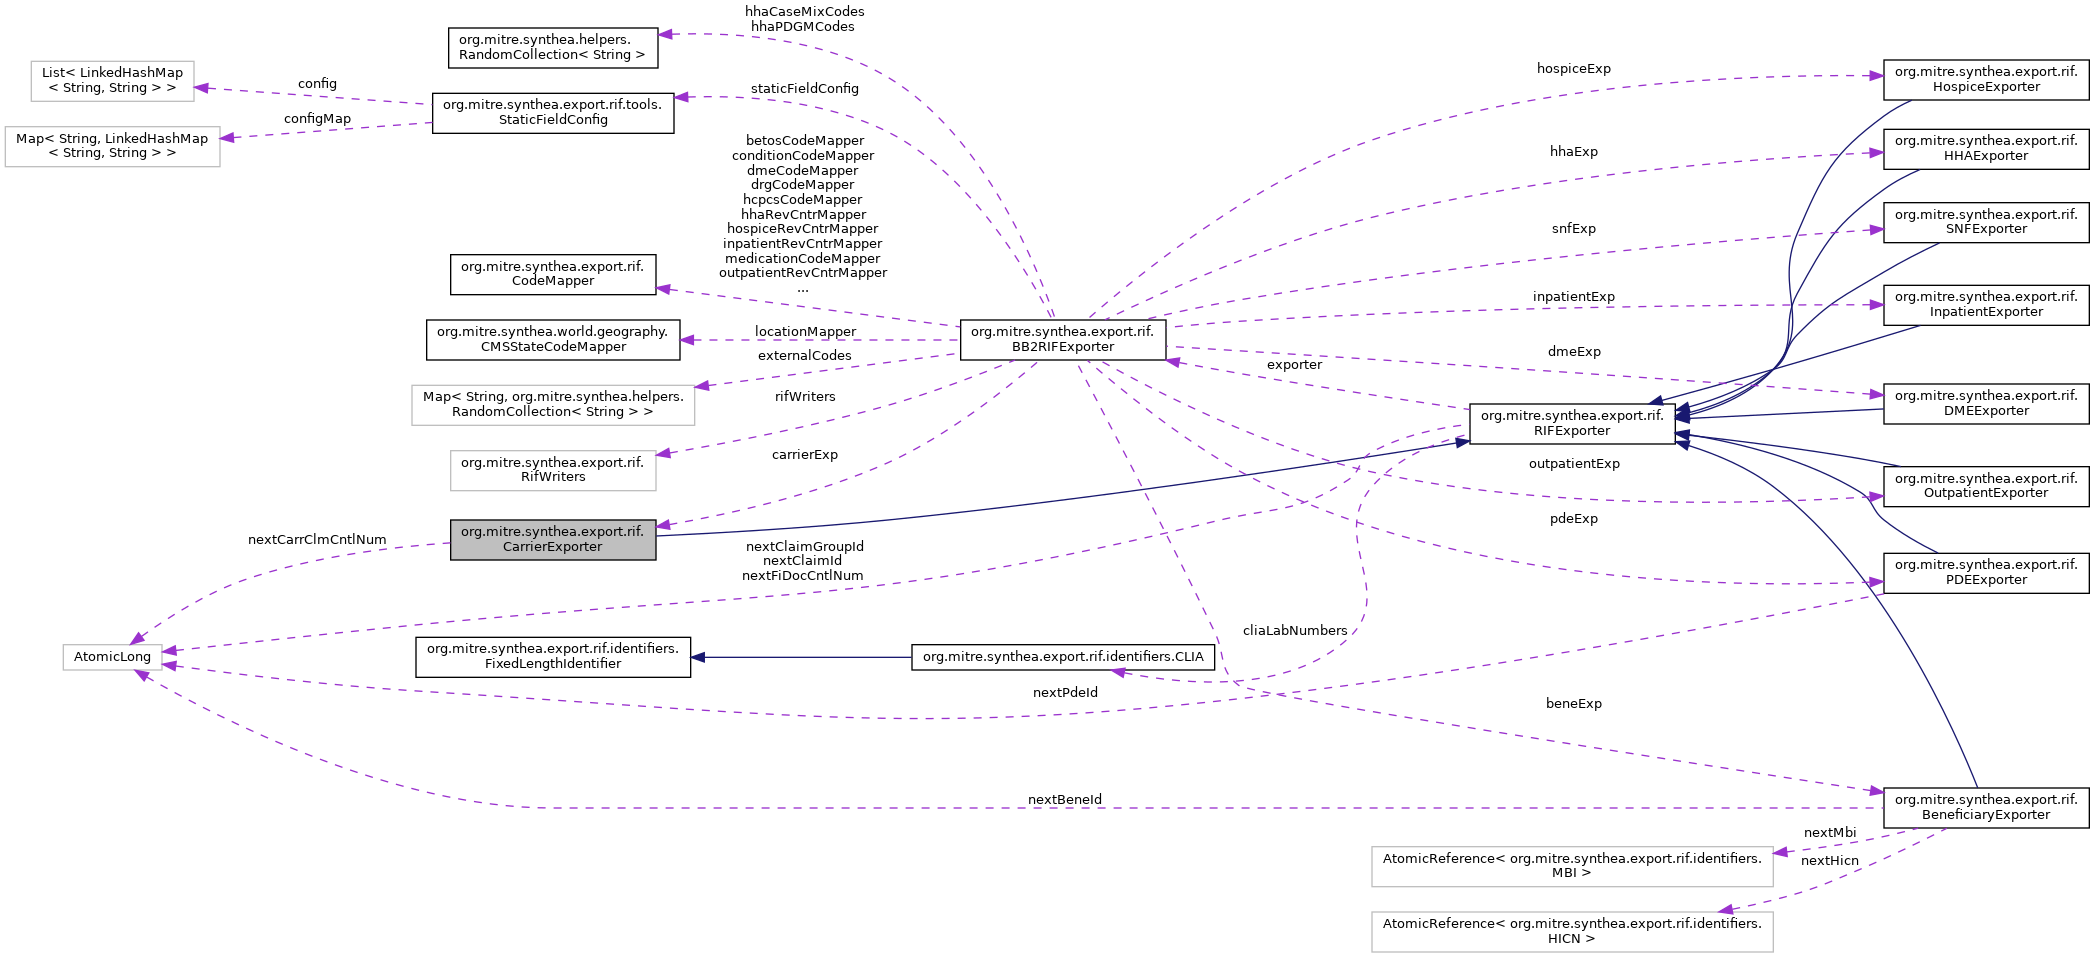 hhaCaseMixCodes
hhaPDGMCodes
org.mitre.synthea.helpers.
RandomCollection< String >
List< LinkedHashMap
< String, String > >
config
org.mitre.synthea.export.rif.tools.
StaticFieldConfig
staticFieldConfig
configMap
Map< String, LinkedHashMap
< String, String > >
betosCodeMapper
conditionCodeMapper
dmeCodeMapper
drgCodeMapper
hcpcsCodeMapper
hhaRevCntrMapper
hospiceRevCntrMapper
inpatientRevCntrMapper
medicationCodeMapper
outpatientRevCntrMapper
...
org.mitre.synthea.export.rif.
CodeMapper
org.mitre.synthea.world.geography.
CMSStateCodeMapper
locationMapper
externalCodes
Map< String, org.mitre.synthea.helpers.
RandomCollection< String > >
rifWriters
org.mitre.synthea.export.rif.
RifWriters
carrierExp
org.mitre.synthea.export.rif.
CarrierExporter
nextCarrClmCntlNum
nextClaimGroupId
nextClaimId
nextFiDocCntlNum
AtomicLong
org.mitre.synthea.export.rif.identifiers.
FixedLengthIdentifier
org.mitre.synthea.export.rif.identifiers.CLIA
org.mitre.synthea.export.rif.
BB2RIFExporter
exporter
org.mitre.synthea.export.rif.
RIFExporter
cliaLabNumbers
nextPdeId
nextBeneId
hospiceExp
org.mitre.synthea.export.rif.
HospiceExporter
hhaExp
org.mitre.synthea.export.rif.
HHAExporter
snfExp
org.mitre.synthea.export.rif.
SNFExporter
inpatientExp
org.mitre.synthea.export.rif.
InpatientExporter
dmeExp
org.mitre.synthea.export.rif.
DMEExporter
outpatientExp
org.mitre.synthea.export.rif.
OutpatientExporter
pdeExp
org.mitre.synthea.export.rif.
PDEExporter
beneExp
org.mitre.synthea.export.rif.
BeneficiaryExporter
nextMbi
AtomicReference< org.mitre.synthea.export.rif.identifiers.
MBI >
nextHicn
AtomicReference< org.mitre.synthea.export.rif.identifiers.
HICN >